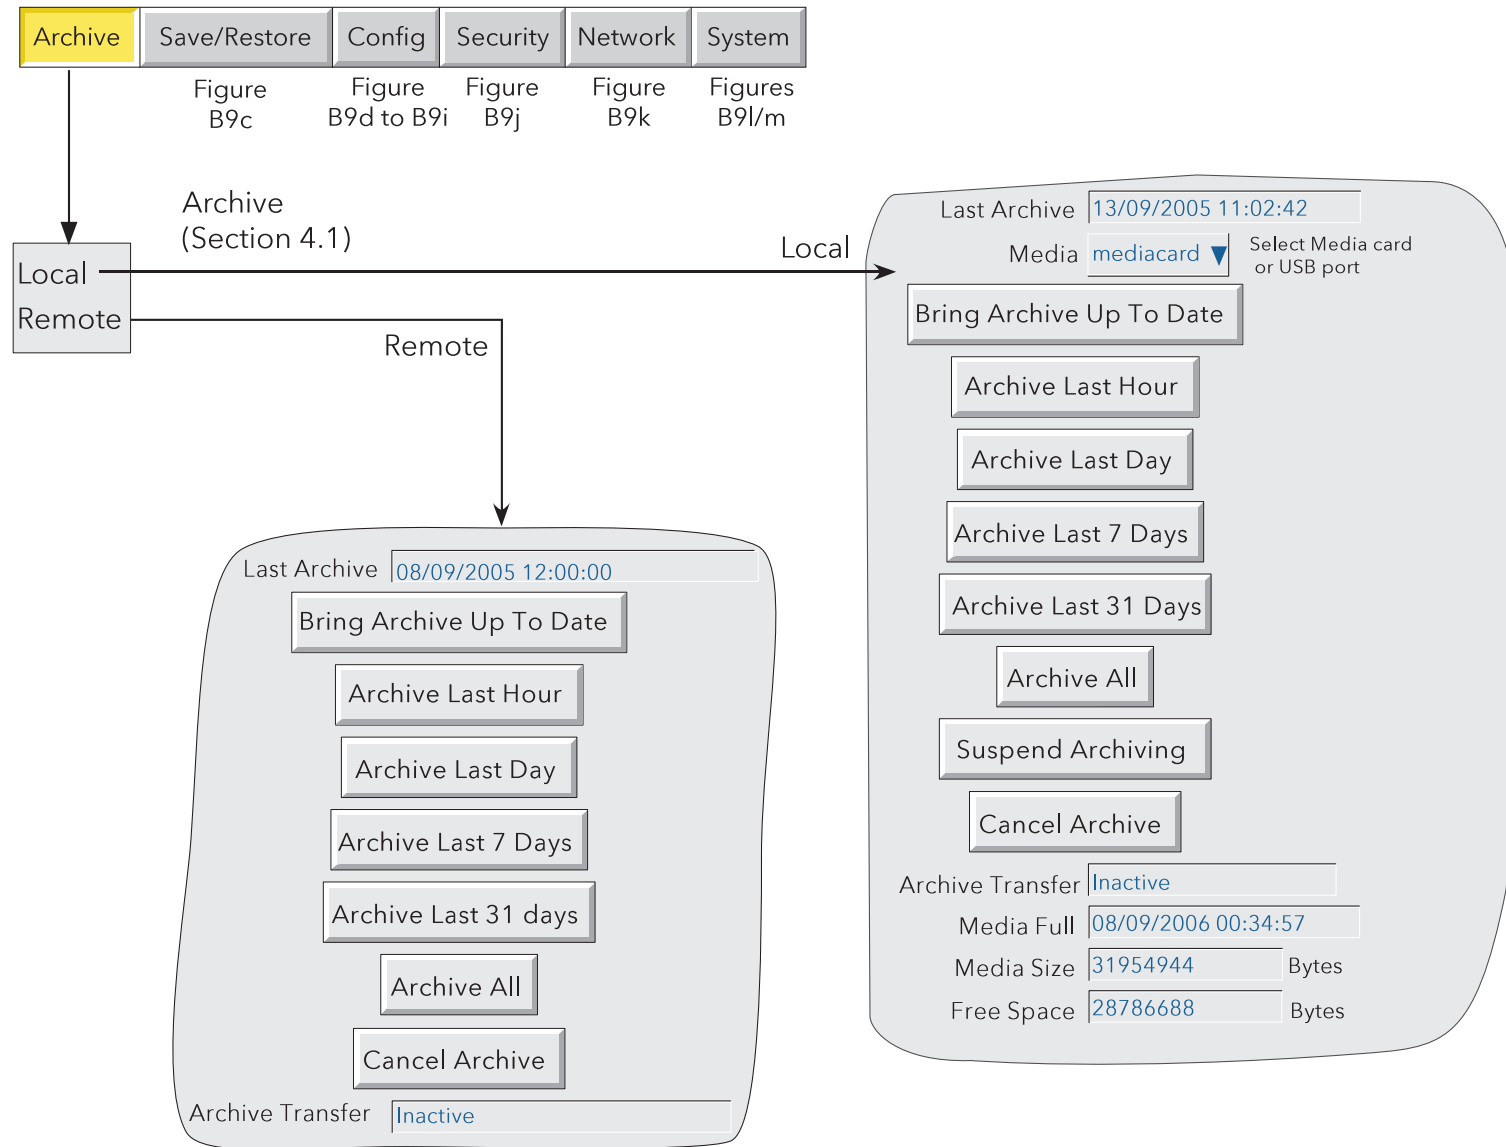 Archive Save/Restore Config Security Network System
Figure B9c
Figure B9d to B9i
Figure B9j
Figure B9k
Figures B9l/m
Archive
(Section 4.1)
Local
Remote
Local
Remote
Last Archive 13/09/2005 11:02:42
Media mediacard Select Media card
or USB port
Bring Archive Up To Date
Archive Last Hour
Archive Last Day
Archive Last 7 Days
Archive Last 31 Days
Archive All
Suspend Archiving
Cancel Archive
Archive Transfer Inactive
Media Full 08/09/2006 00:34:57
Media Size 31954944 Bytes
Free Space 28786688 Bytes
Last Archive 08/09/2005 12:00:00
Bring Archive Up To Date
Archive Last Hour
Archive Last Day
Archive Last 7 Days
Archive Last 31 days
Archive All
Cancel Archive
Archive Transfer Inactive